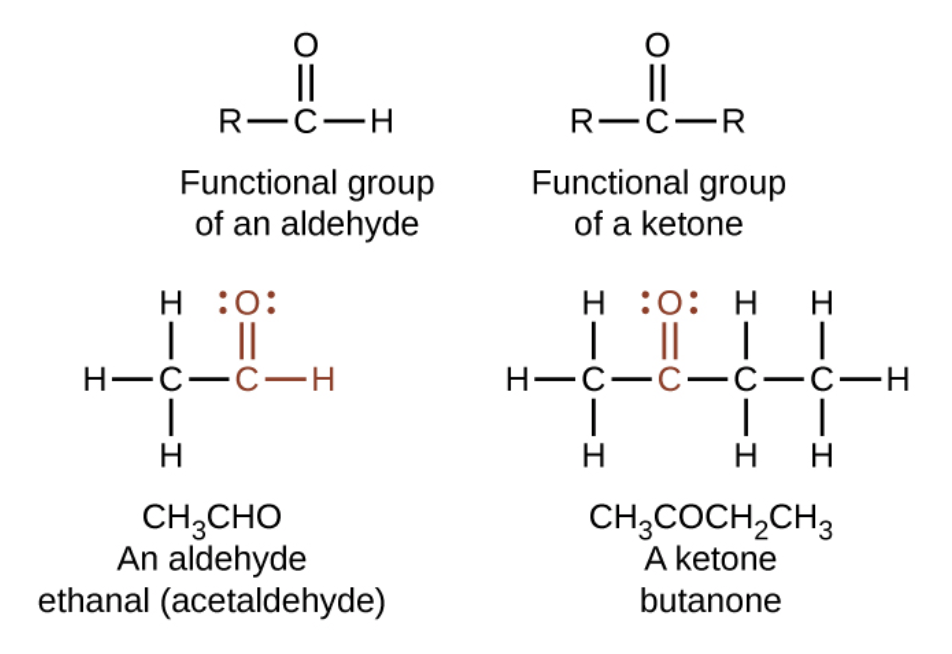 O
R—C—H
Functional group
of an aldehyde
O
R—C—R
Functional group
of a ketone
H :O:
H—C—C—H
H
CH₃CHO
An aldehyde
ethanal (acetaldehyde)
H :O: H H
H—C—C—C—C—H
H H H
CH₃COCH₂CH₃
A ketone
butanone